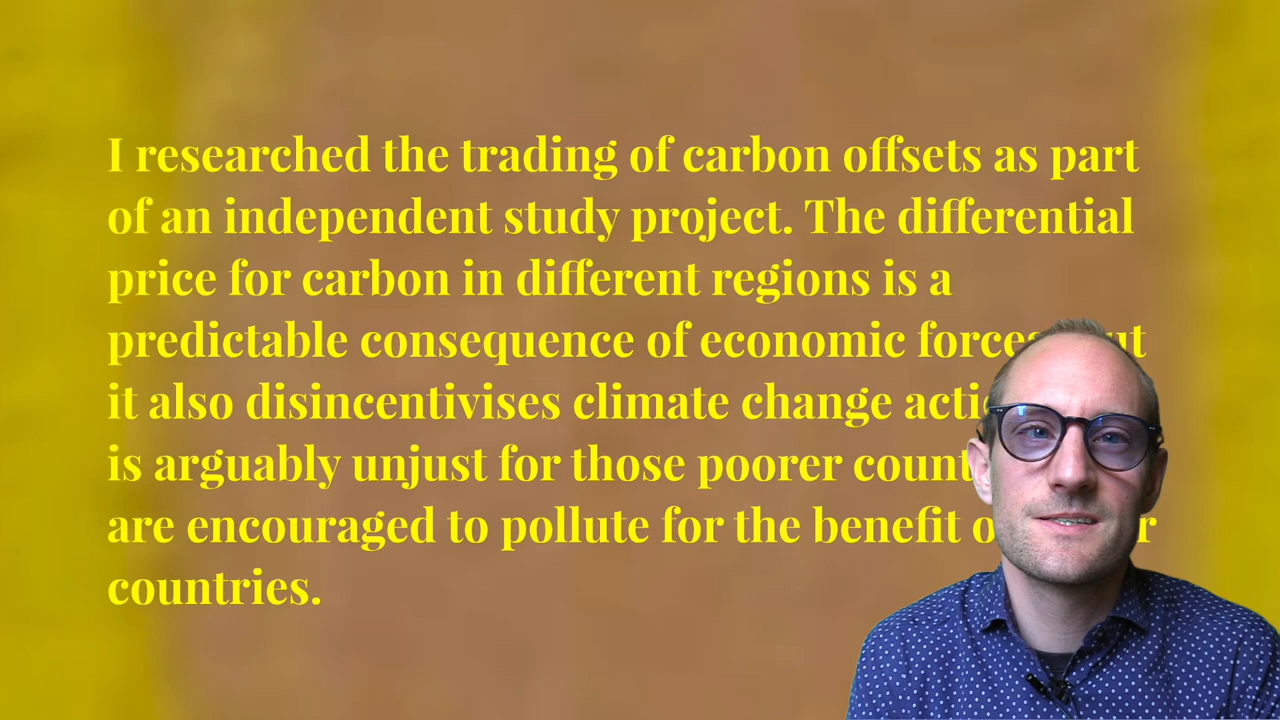 I researched the trading of carbon offsets as part
of an independent study project. The differential
price for carbon in different regions is a
predictable consequence of economic forces
it also disincentivises climate change
is arguably unjust for those poorer
are encouraged to pollute for the benefit
countries.